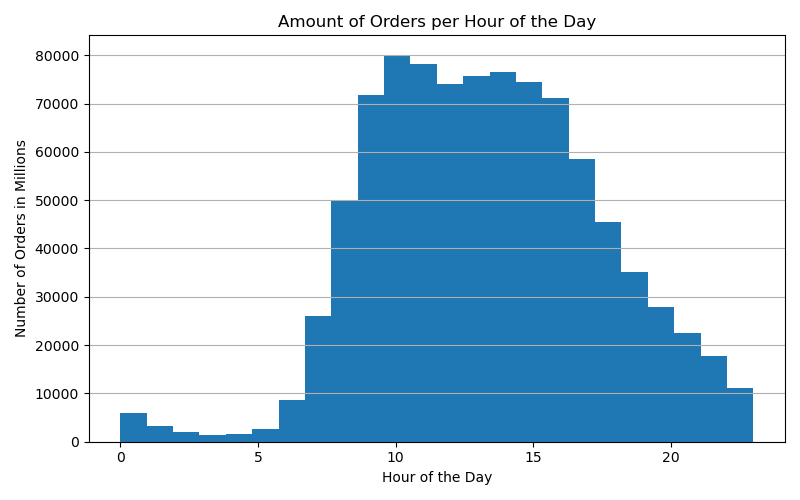 Amount of Orders per Hour of the Day
80000
70000
60000
50000
40000
30000
20000
10000
0
Number of Orders in Millions
0 5 10 15 20
Hour of the Day